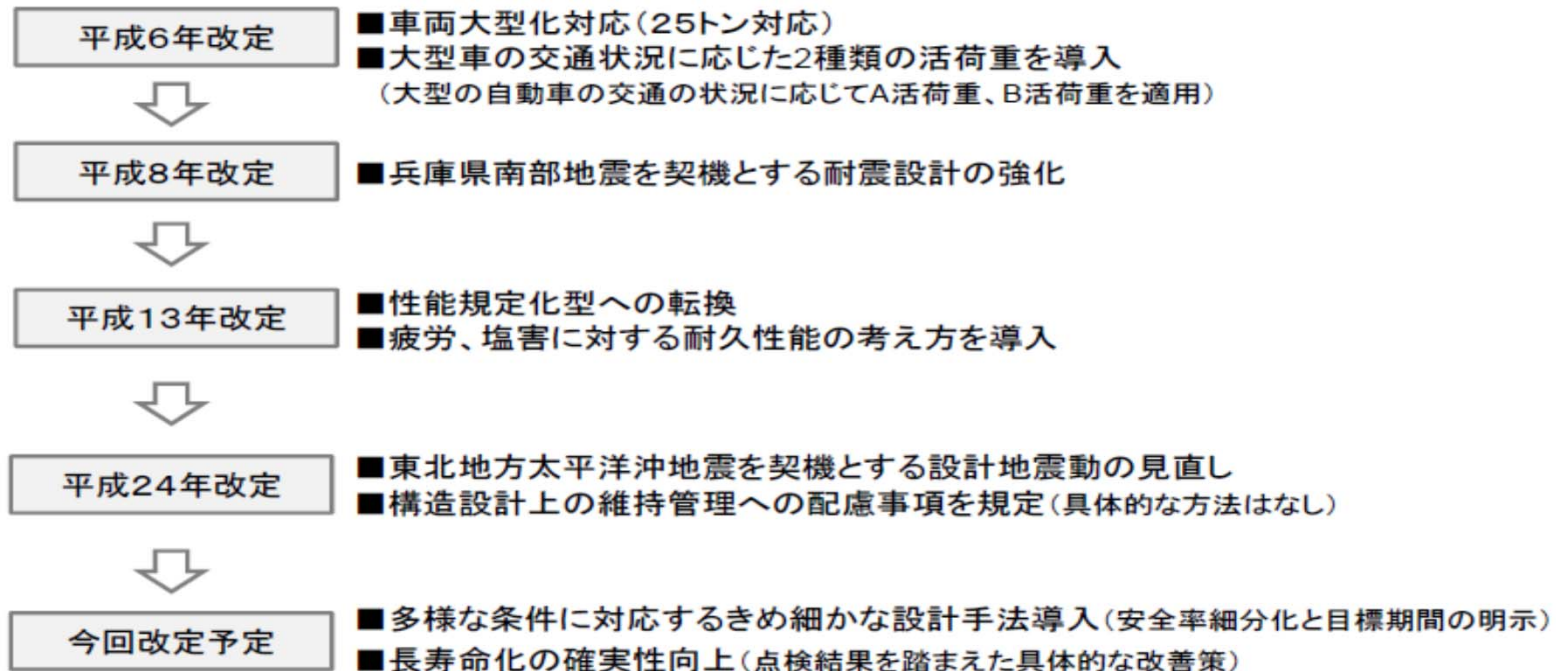 平成6年改定
■車両大型化対応(25トン対応)
■大型車の交通状況に応じた2種類の活荷重を導入
(大型の自動車の交通の状況に応じてA活荷重、B活荷重を適用)
平成8年改定
■兵庫県南部地震を契機とする耐震設計の強化
平成13年改定
■性能規定化型への転換
■疲労、塩害に対する耐久性能の考え方を導入
平成24年改定
■東北地方太平洋沖地震を契機とする設計地震動の見直し
■構造設計上の維持管理への配慮事項を規定(具体的な方法はなし)
今回改定予定
■多様な条件に対応するきめ細かな設計手法導入(安全率細分化と目標期間の明示)
■長寿命化の確実性向上(点検結果を踏まえた具体的な改善策)